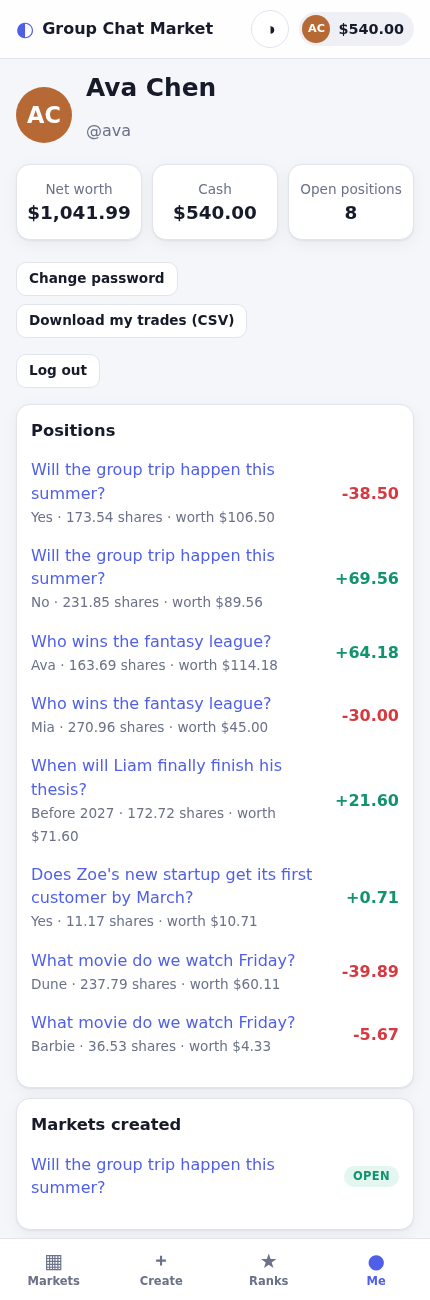 Group Chat Market
AC
$540.00
AC
Ava Chen
@ava
Net worth
$1,041.99
Cash
$540.00
Open positions
8
Change password
Download my trades (CSV)
Log out
Positions
Will the group trip happen this
summer?
Yes · 173.54 shares · worth $106.50
-38.50
Will the group trip happen this
summer?
No · 231.85 shares · worth $89.56
+69.56
Who wins the fantasy league?
Ava · 163.69 shares · worth $114.18
+64.18
Who wins the fantasy league?
Mia · 270.96 shares · worth $45.00
-30.00
When will Liam finally finish his
thesis?
Before 2027 · 172.72 shares · worth
$71.60
+21.60
Does Zoe's new startup get its first
customer by March?
Yes · 11.17 shares · worth $10.71
+0.71
What movie do we watch Friday?
Dune · 237.79 shares · worth $60.11
-39.89
What movie do we watch Friday?
Barbie · 36.53 shares · worth $4.33
-5.67
Markets created
Will the group trip happen this
summer?
OPEN
Markets
Create
Ranks
Me